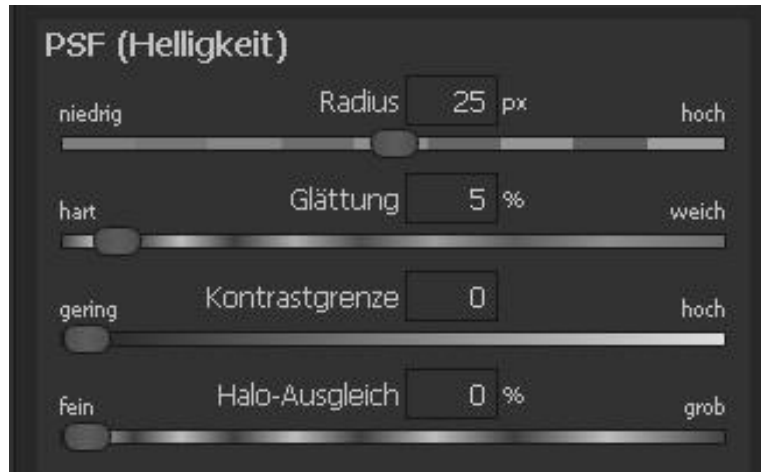 PSF (Helligkeit)
Radius 25 px
niedrig hoch
Glättung 5 %
hart weich
Kontrastgrenze 0
gering hoch
Halo-Ausgleich 0 %
fein grob